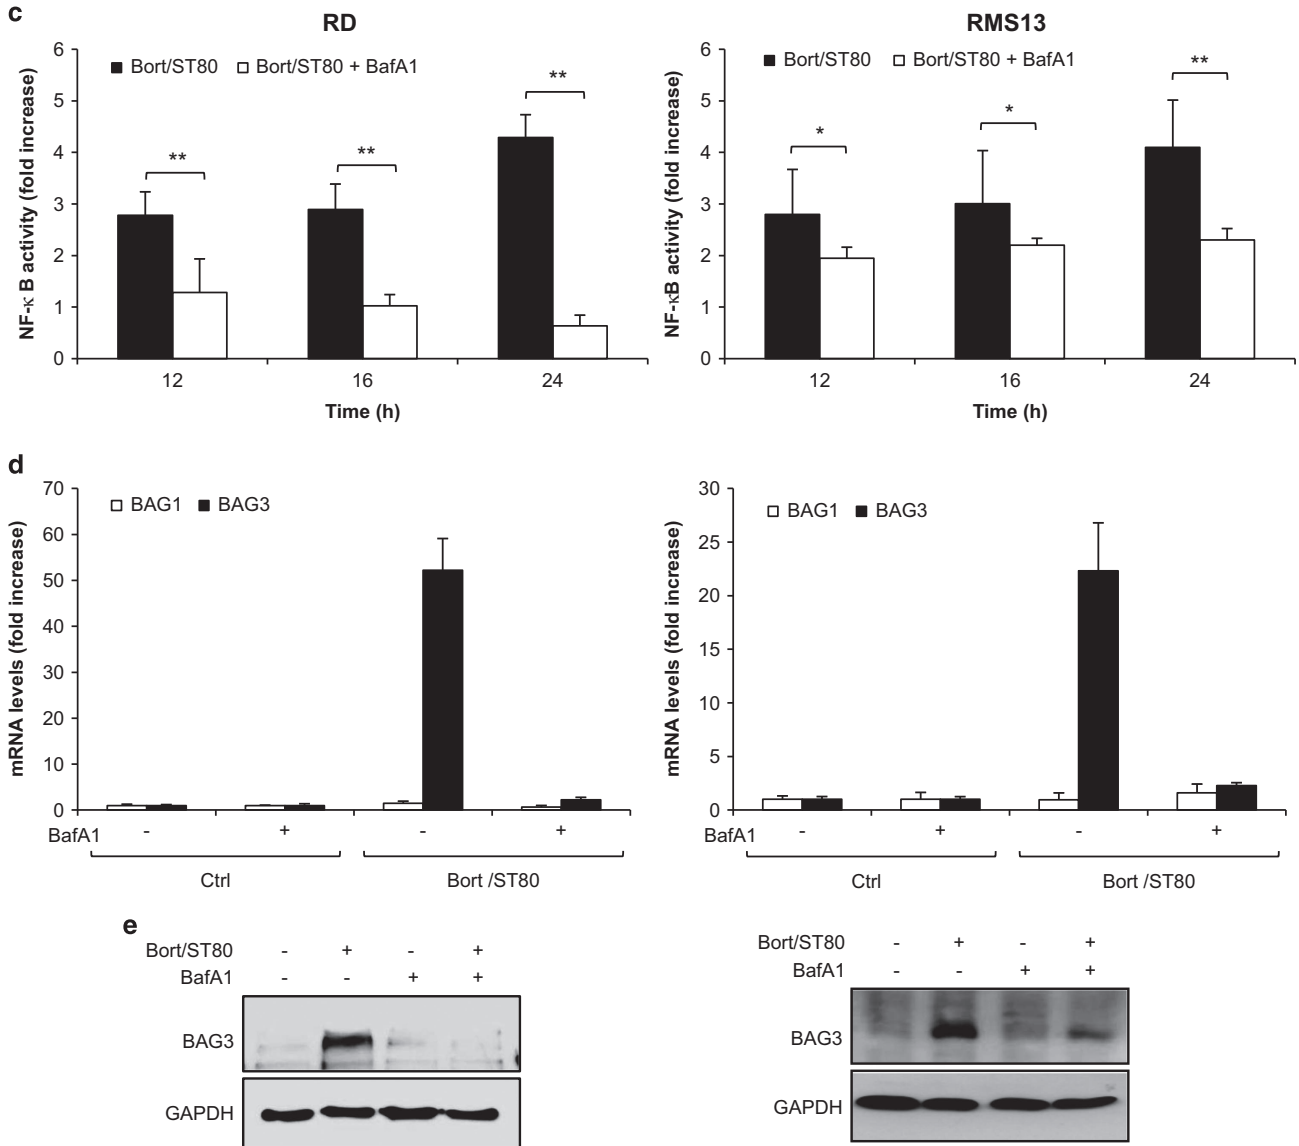 c
RD
RMS13
NF-κ B activity (fold increase)
6
5
4
3
2
1
0
■ Bort/ST80 □ Bort/ST80 + BafA1
** ** **
12 16 24
Time (h)
NF-κB activity (fold increase)
6
5
4
3
2
1
0
■ Bort/ST80 □ Bort/ST80 + BafA1
* * **
12 16 24
Time (h)
d
mRNA levels (fold increase)
70
60
50
40
30
20
10
0
□ BAG1 ■ BAG3
BafA1 - + - +
Ctrl Bort /ST80
mRNA levels (fold increase)
30
25
20
15
10
5
0
□ BAG1 ■ BAG3
BafA1 - + - +
Ctrl Bort /ST80
e
Bort/ST80 - + - +
BafA1 - - + +
BAG3
GAPDH
Bort/ST80 - + - +
BafA1 - - + +
BAG3
GAPDH